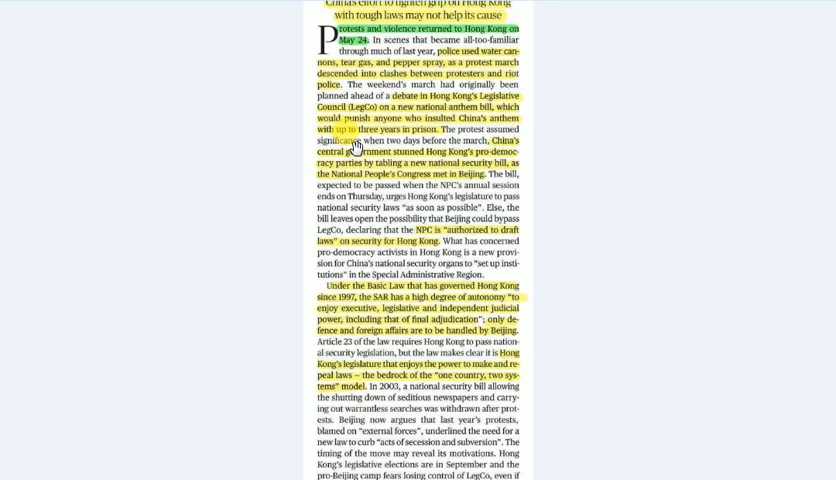 China's effort to tighten grip on Hong Kong
with tough laws may not help its cause
Protests and violence returned to Hong Kong on
May 24. In scenes that became all-too-familiar
through much of last year, police used water can-
nons, tear gas, and pepper spray, as a protest march
descended into clashes between protesters and riot
police. The weekend's march had originally been
planned ahead of a debate in Hong Kong's Legislative
Council (LegCo) on a new national anthem bill, which
would punish anyone who insulted China's anthem
with up to three years in prison. The protest assumed
significance when two days before the march, China's
central government stunned Hong Kong's pro-democ-
racy parties by tabling a new national security bill, as
the National People's Congress met in Beijing. The bill,
expected to be passed when the NPC's annual session
ends on Thursday, urges Hong Kong's legislature to pass
national security laws “as soon as possible”. Else, the
bill leaves open the possibility that Beijing could bypass
LegCo, declaring that the NPC is “authorized to draft
laws” on security for Hong Kong. What has concerned
pro-democracy activists in Hong Kong is a new provi-
sion for China's national security organs to “set up insti-
tutions” in the Special Administrative Region.
Under the Basic Law that has governed Hong Kong
since 1997, the SAR has a high degree of autonomy “to
enjoy executive, legislative and independent judicial
power, including that of final adjudication”; only de-
fence and foreign affairs are to be handled by Beijing.
Article 23 of the law requires Hong Kong to pass nation-
al security legislation, but the law makes clear it is Hong
Kong's legislature that enjoys the power to make and re-
peal laws — the bedrock of the “one country, two sys-
tems” model. In 2003, a national security bill allowing
the shutting down of seditious newspapers and carry-
ing out warrantless searches was withdrawn after prot-
ests. Beijing now argues that last year's protests,
blamed on “external forces”, underlined the need for a
new law to curb “acts of secession and subversion”. The
timing of the move may reveal its motivations. Hong
Kong's legislative elections are in September and the
pro-Beijing camp fears losing control of LegCo, even if